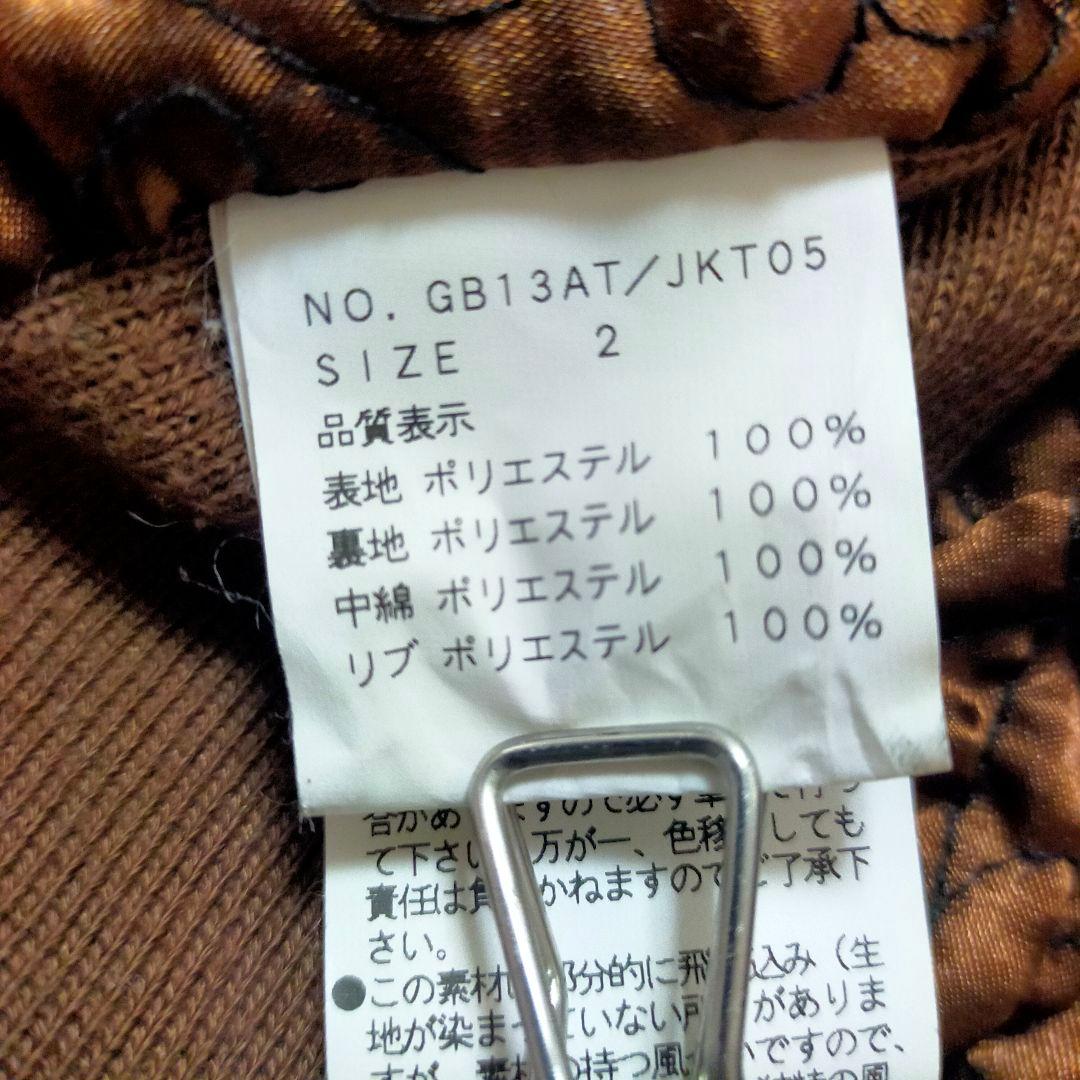 NO. GB13AT/JKT05
SIZE 2
品質表示
表地 ポリエステル 100%
裏地 ポリエステル 100%
中綿 ポリエステル 100%
リブ ポリエステル 100%
て下さい 万が一、色移 しても
責任は負 かねますので ご了承下
さい。
●この素材 部分的に飛 込み（生
地が染ま ていない が ありま
の持つ風 ですので、